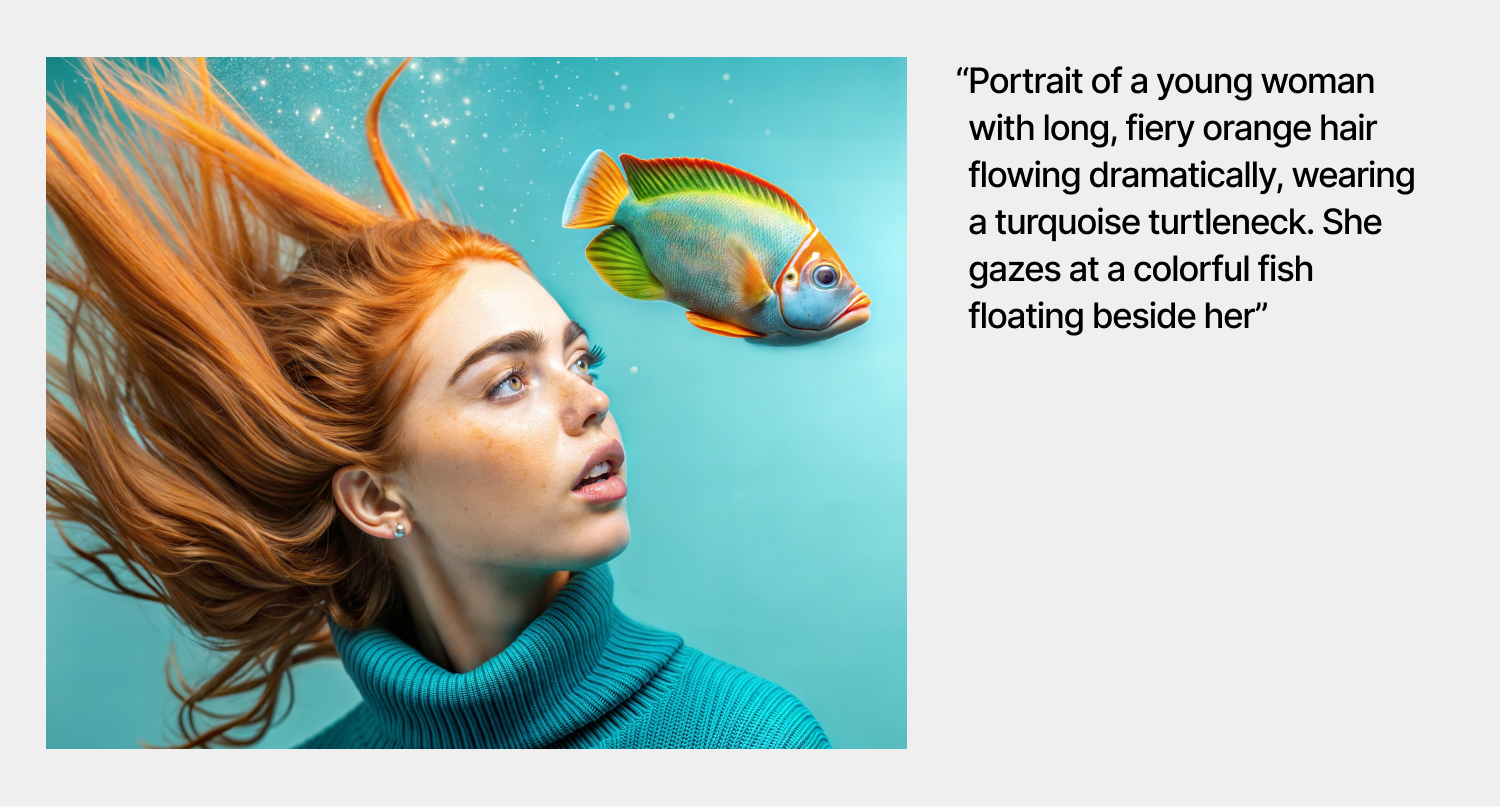 “Portrait of a young woman
with long, fiery orange hair
flowing dramatically, wearing
a turquoise turtleneck. She
gazes at a colorful fish
floating beside her”